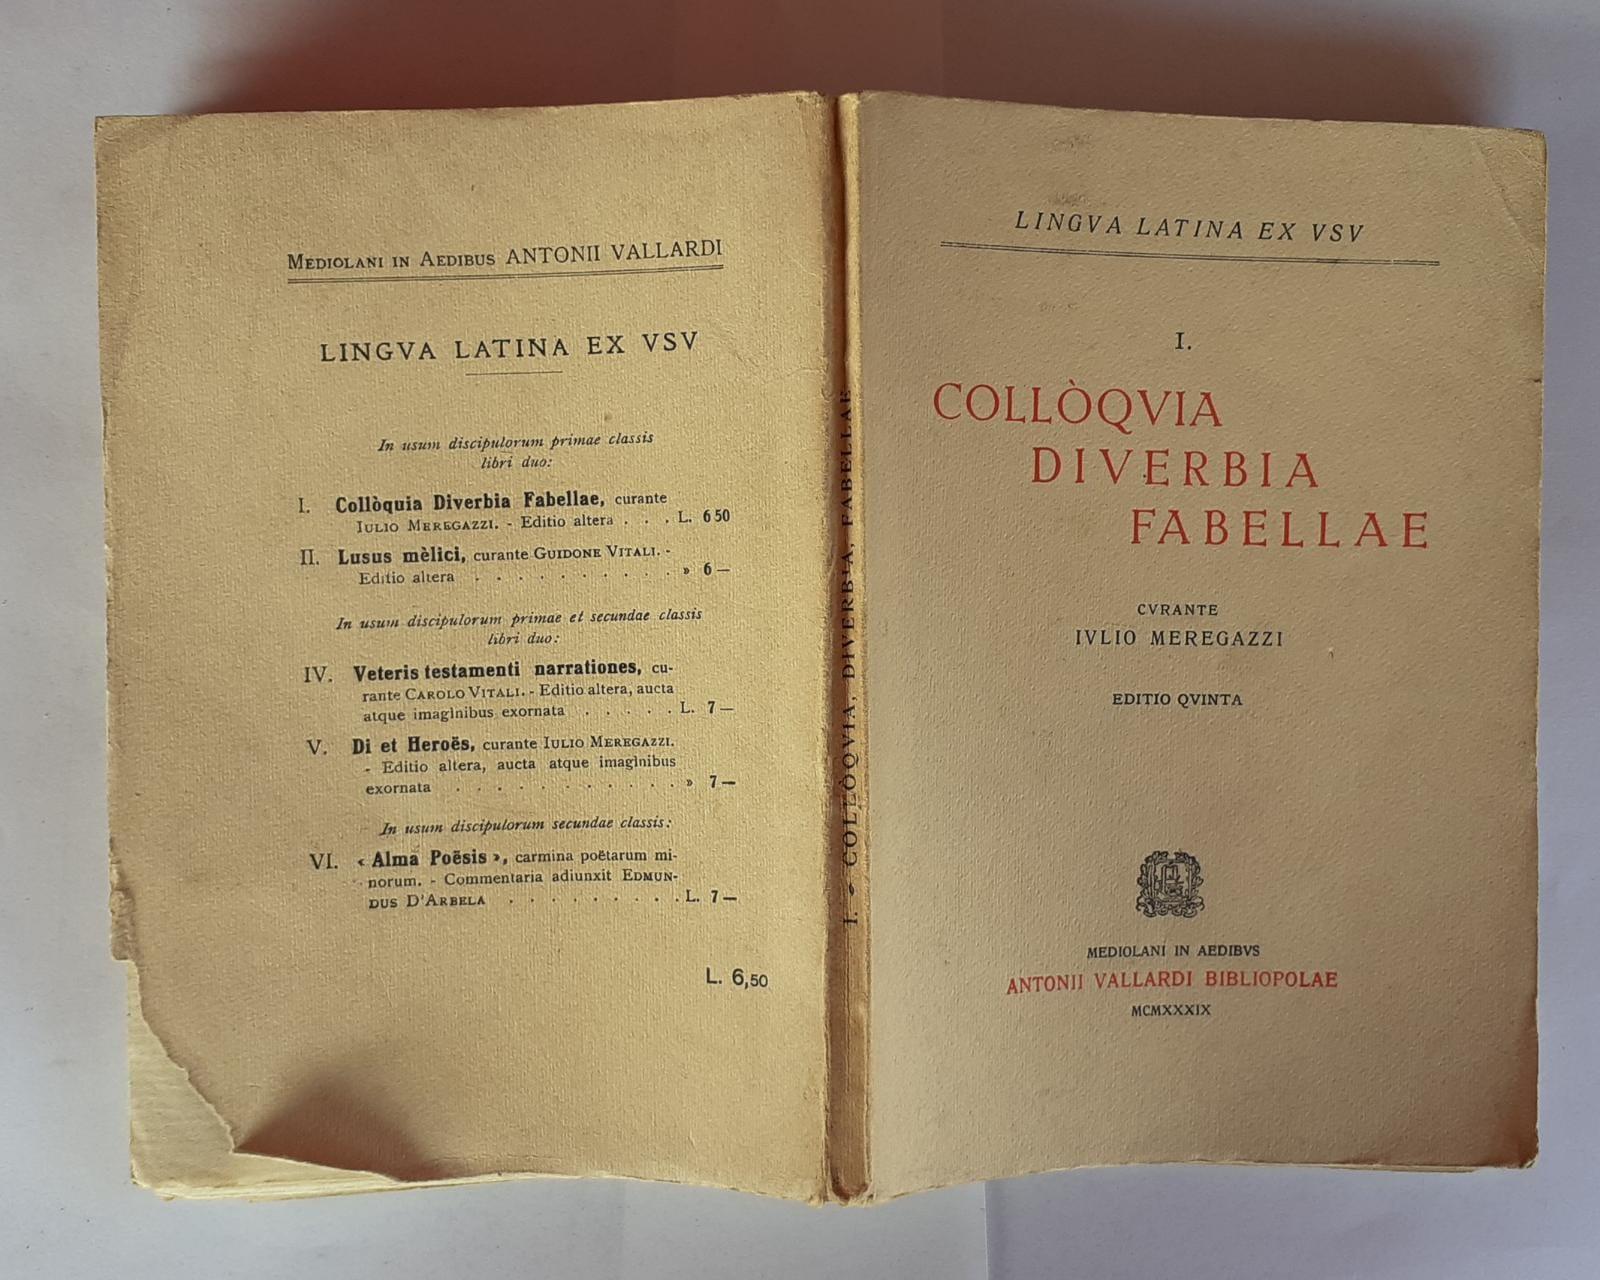 MEDIOLANI IN AEDIBUS ANTONII VALLARDI
LINGVA LATINA EX VSV
In usum discipulorum primae classis
libri duo:
I. Collòquia Diverbia Fabellae, curante
IULIO MEREGAZZI. - Editio altera . . . L. 6 50
II. Lusus mèlici, curante GUIDONE VITALI. -
Editio altera . . . . . . . . . . » 6 —
In usum discipulorum primae et secundae classis
libri duo:
IV. Veteris testamenti narrationes, cu-
rante CAROLO VITALI. - Editio altera, aucta
atque imaginibus exornata . . . . . L. 7 —
V. Di et Heroës, curante IULIO MEREGAZZI.
- Editio altera, aucta atque imaginibus
exornata . . . . . . . . . . . » 7 —
In usum discipulorum secundae classis:
VI. « Alma Poësis », carmina poëtarum mi-
norum. - Commentaria adiunxit EDMUN-
DUS D'ARBELA . . . . . . . . . L. 7 —
L. 6,50
I. - COLLÒQVIA, DIVERBIA, FABELLAE
LINGVA LATINA EX VSV
I.
COLLÒQVIA
DIVERBIA
FABELLAE
CVRANTE
IVLIO MEREGAZZI
EDITIO QVINTA
MEDIOLANI IN AEDIBVS
ANTONII VALLARDI BIBLIOPOLAE
MCMXXXIX